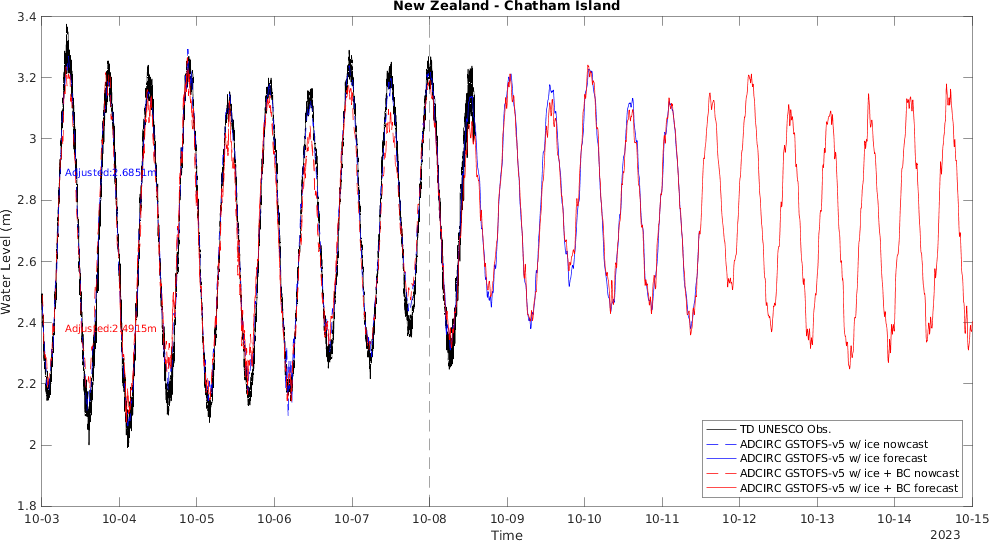 New Zealand - Chatham Island
3.4
3.2
3
2.8
2.6
2.4
2.2
2
1.8
Water Level (m)
Adjusted:2.6851m
Adjusted:2.4915m
TD UNESCO Obs.
ADCIRC GSTOFS-v5 w/ ice nowcast
ADCIRC GSTOFS-v5 w/ ice forecast
ADCIRC GSTOFS-v5 w/ ice + BC nowcast
ADCIRC GSTOFS-v5 w/ ice + BC forecast
10-03 10-04 10-05 10-06 10-07 10-08 10-09 10-10 10-11 10-12 10-13 10-14 10-15
Time
2023